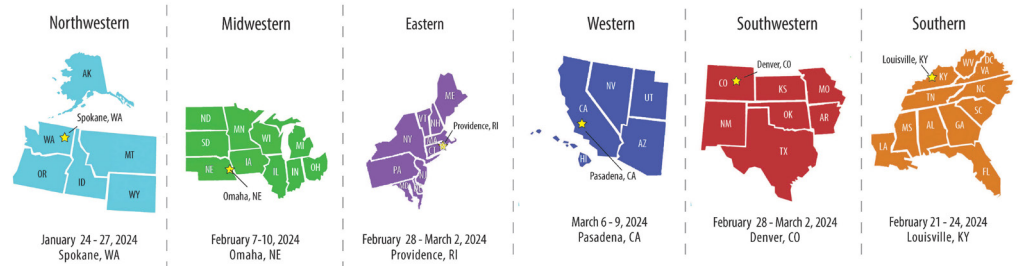 Northwestern
AK
Spokane, WA
WA
MT
OR
ID
WY
January 24 - 27, 2024
Spokane, WA
Midwestern
ND
MN
SD
WI
MI
NE
IA
IL
IN
OH
Omaha, NE
February 7-10, 2024
Omaha, NE
Eastern
ME
VT
NH
NY
Providence, RI
MA
PA
February 28 - March 2, 2024
Providence, RI
Western
NV
UT
CA
AZ
HI
Pasadena, CA
March 6 - 9, 2024
Pasadena, CA
Southwestern
Denver, CO
CO
KS
MO
OK
AR
NM
TX
February 28 - March 2, 2024
Denver, CO
Southern
Louisville, KY
WV
DC
KY
VA
TN
NC
SC
MS
AL
GA
LA
FL
February 21 - 24, 2024
Louisville, KY